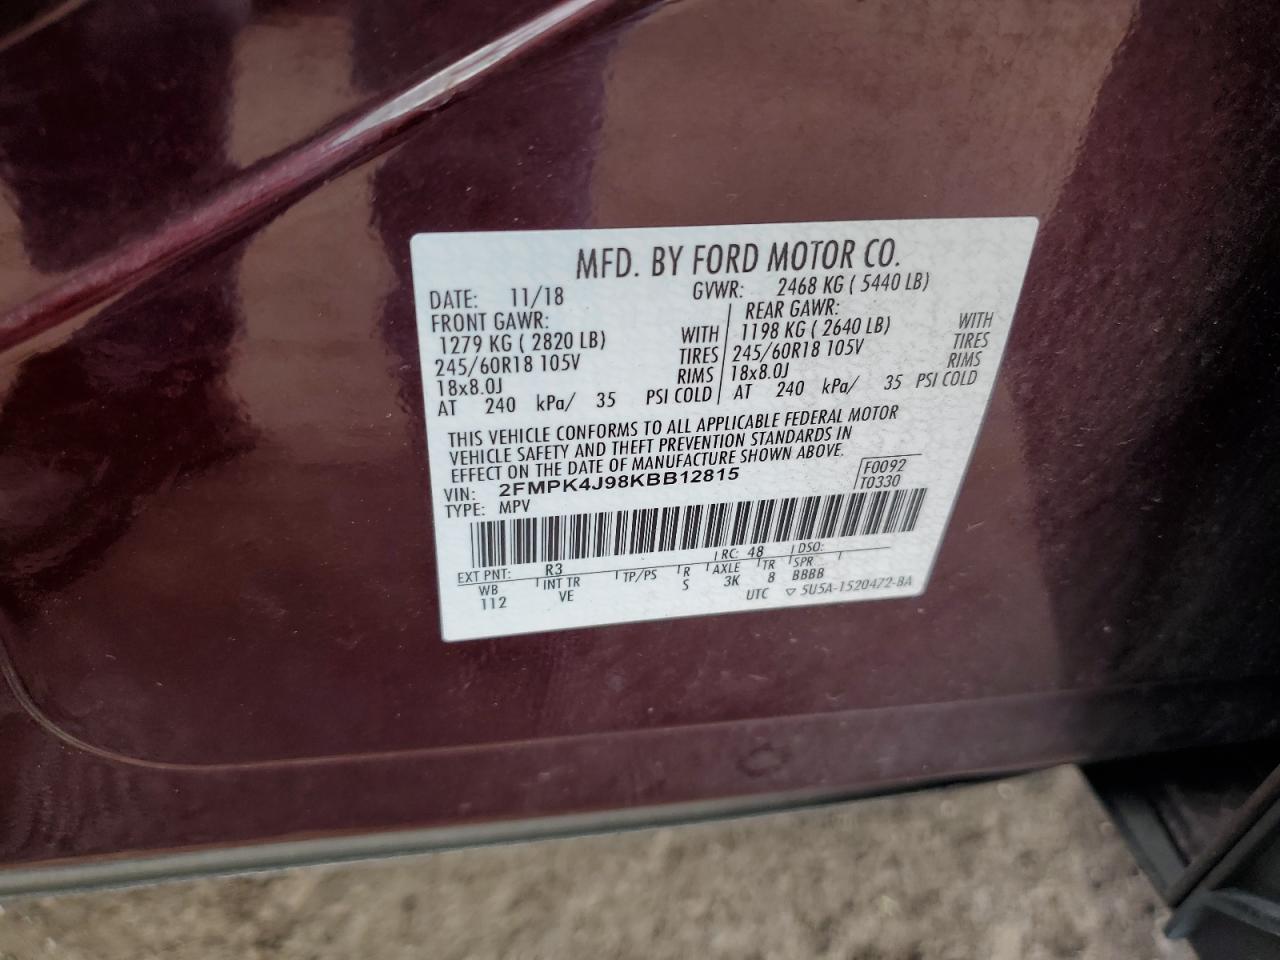 MFD. BY FORD MOTOR CO.
DATE: 11/18 GVWR: 2468 KG ( 5440 LB)
FRONT GAWR: REAR GAWR:
1279 KG ( 2820 LB) WITH 1198 KG ( 2640 LB) WITH
245/60R18 105V TIRES 245/60R18 105V TIRES
18x8.0J RIMS 18x8.0J RIMS
AT 240 kPa/ 35 PSI COLD AT 240 kPa/ 35 PSI COLD
THIS VEHICLE CONFORMS TO ALL APPLICABLE FEDERAL MOTOR
VEHICLE SAFETY AND THEFT PREVENTION STANDARDS IN
EFFECT ON THE DATE OF MANUFACTURE SHOWN ABOVE.
VIN: 2FMPK4J98KBB12815 F0092
TYPE: MPV T0330
EXT PNT: R3 RC: 48 DSO:
WB INT TR TP/PS R AXLE TR SPR
112 VE S 3K 8 BBBB
UTC ▽ 5U5A-1520472-BA